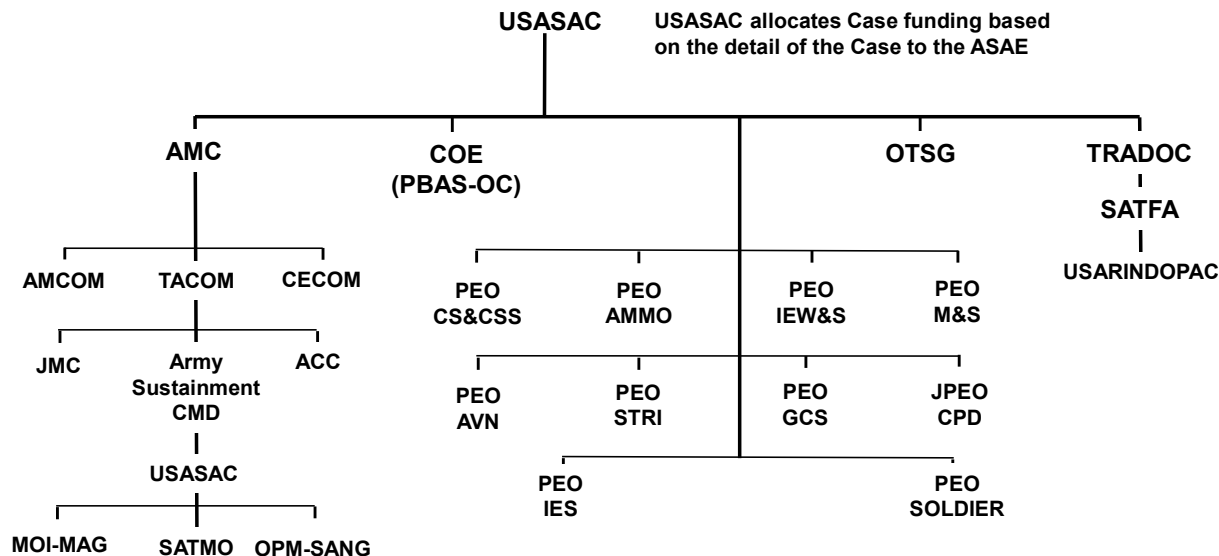 USASAC
USASAC allocates Case funding based
on the detail of the Case to the ASAE
AMC
COE
(PBAS-OC)
OTSG
TRADOC
SATFA
USARINDOPAC
AMCOM
TACOM
CECOM
JMC
Army
Sustainment
CMD
ACC
USASAC
MOI-MAG
SATMO
OPM-SANG
PEO
CS&CSS
PEO
AMMO
PEO
IEW&S
PEO
M&S
PEO
AVN
PEO
STRI
PEO
GCS
JPEO
CPD
PEO
IES
PEO
SOLDIER